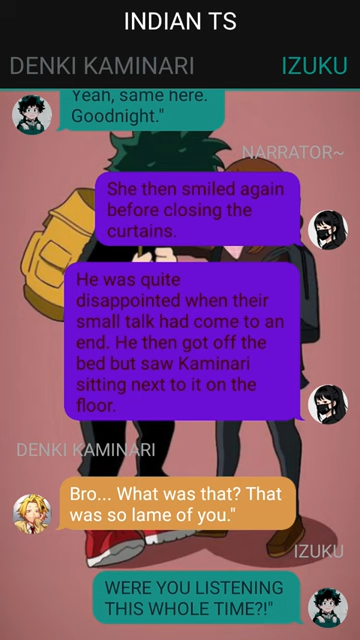 INDIAN TS
DENKI KAMINARI
IZUKU
Yeah, same here.
Goodnight."
NARRATOR~
She then smiled again
before closing the
curtains.
He was quite
disappointed when their
small talk had come to an
end. He then got off the
bed but saw Kaminari
sitting next to it on the
floor.
DENKI KAMINARI
Bro... What was that? That
was so lame of you."
IZUKU
WERE YOU LISTENING
THIS WHOLE TIME?!"